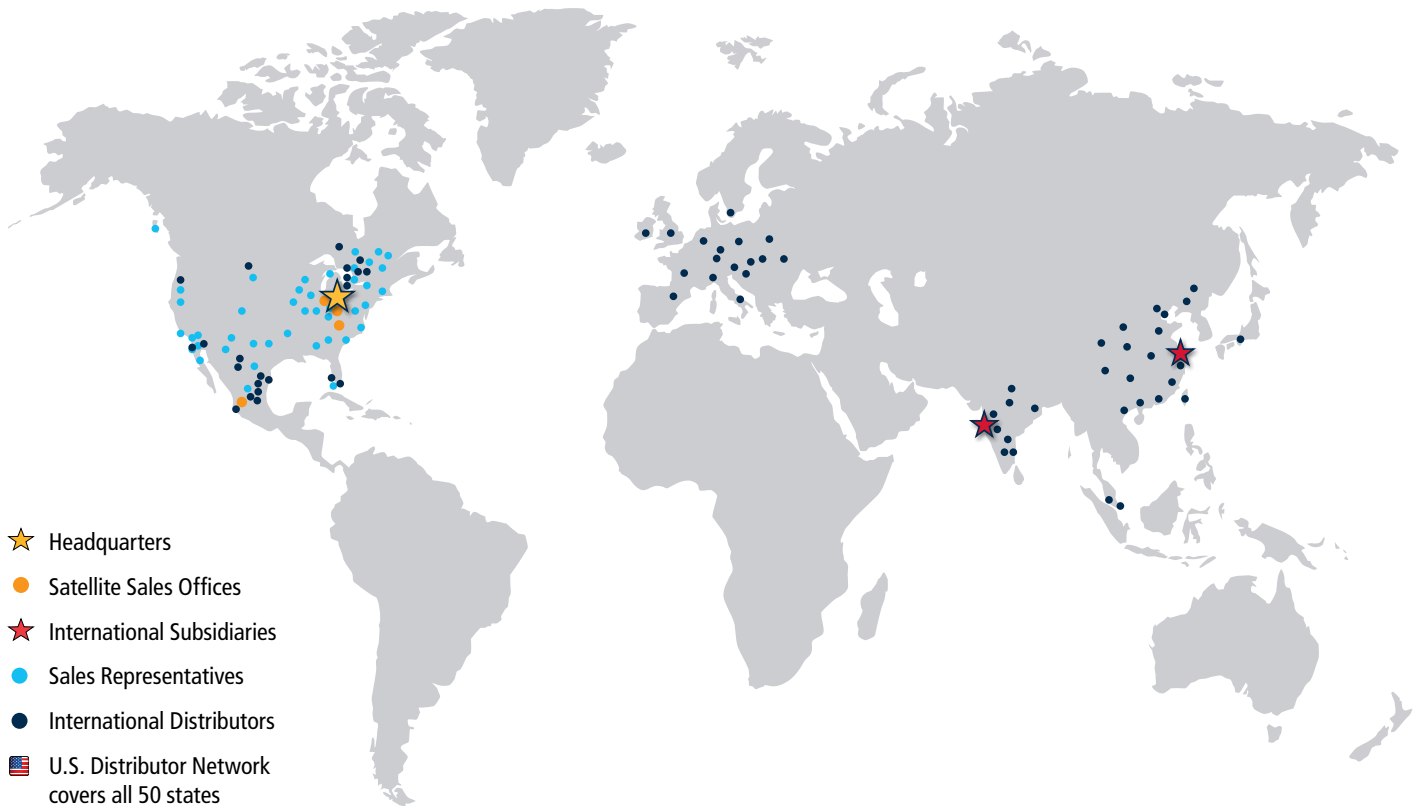 Headquarters
Satellite Sales Offices
International Subsidiaries
Sales Representatives
International Distributors
U.S. Distributor Network
covers all 50 states